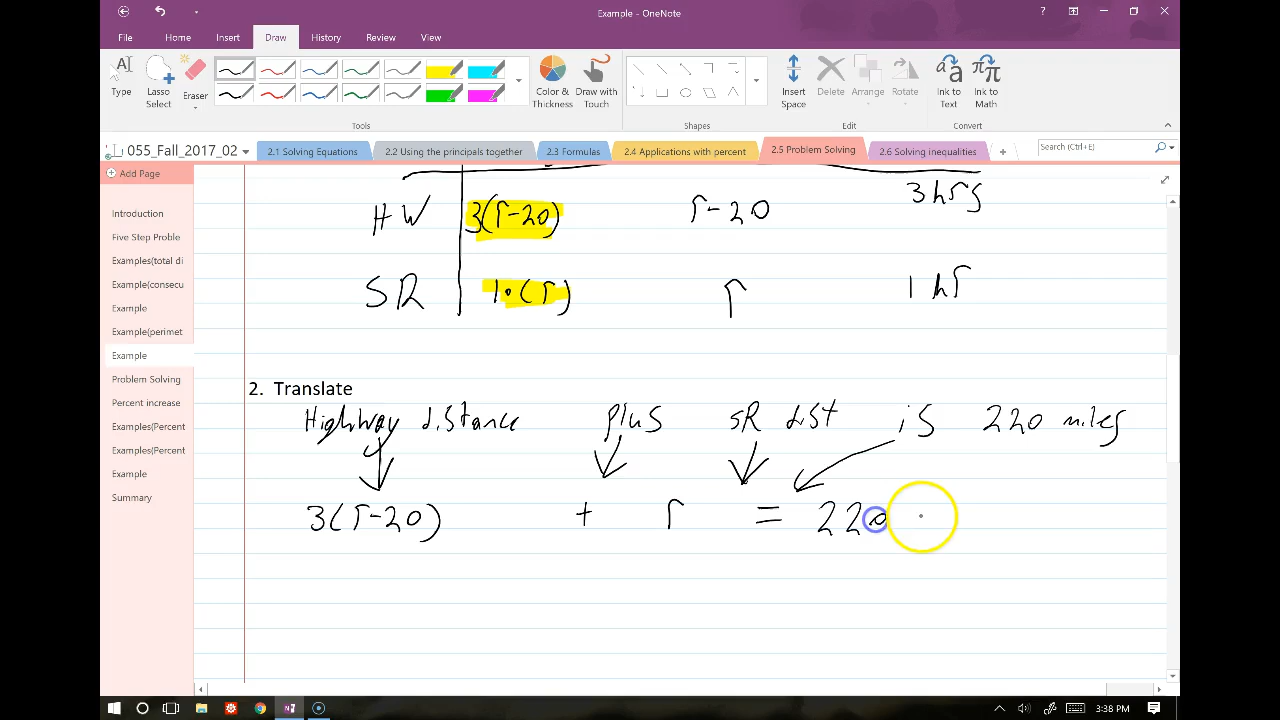 Example - OneNote
File Home Insert Draw History Review View
Type Lasso Select Eraser Color & Thickness Draw with Touch Insert Space Delete Arrange Rotate Ink to Text Ink to Math
Tools Shapes Edit Convert
055_Fall_2017_02 2.1 Solving Equations 2.2 Using the principals together 2.3 Formulas 2.4 Applications with percent 2.5 Problem Solving 2.6 Solving inequalities Search (Ctrl+E)
Add Page
Introduction
Five Step Proble
Examples(total di
Example(consecu
Example
Example(perimet
Example
Problem Solving
Percent increase
Examples(Percent
Examples(Percent
Example
Summary
HW 3(r-20) r-20 3 hrs
SR 1•(r) r 1 hr
2. Translate
Highway distance plus SR dist is 220 miles
3(r-20) + r = 220
3:38 PM